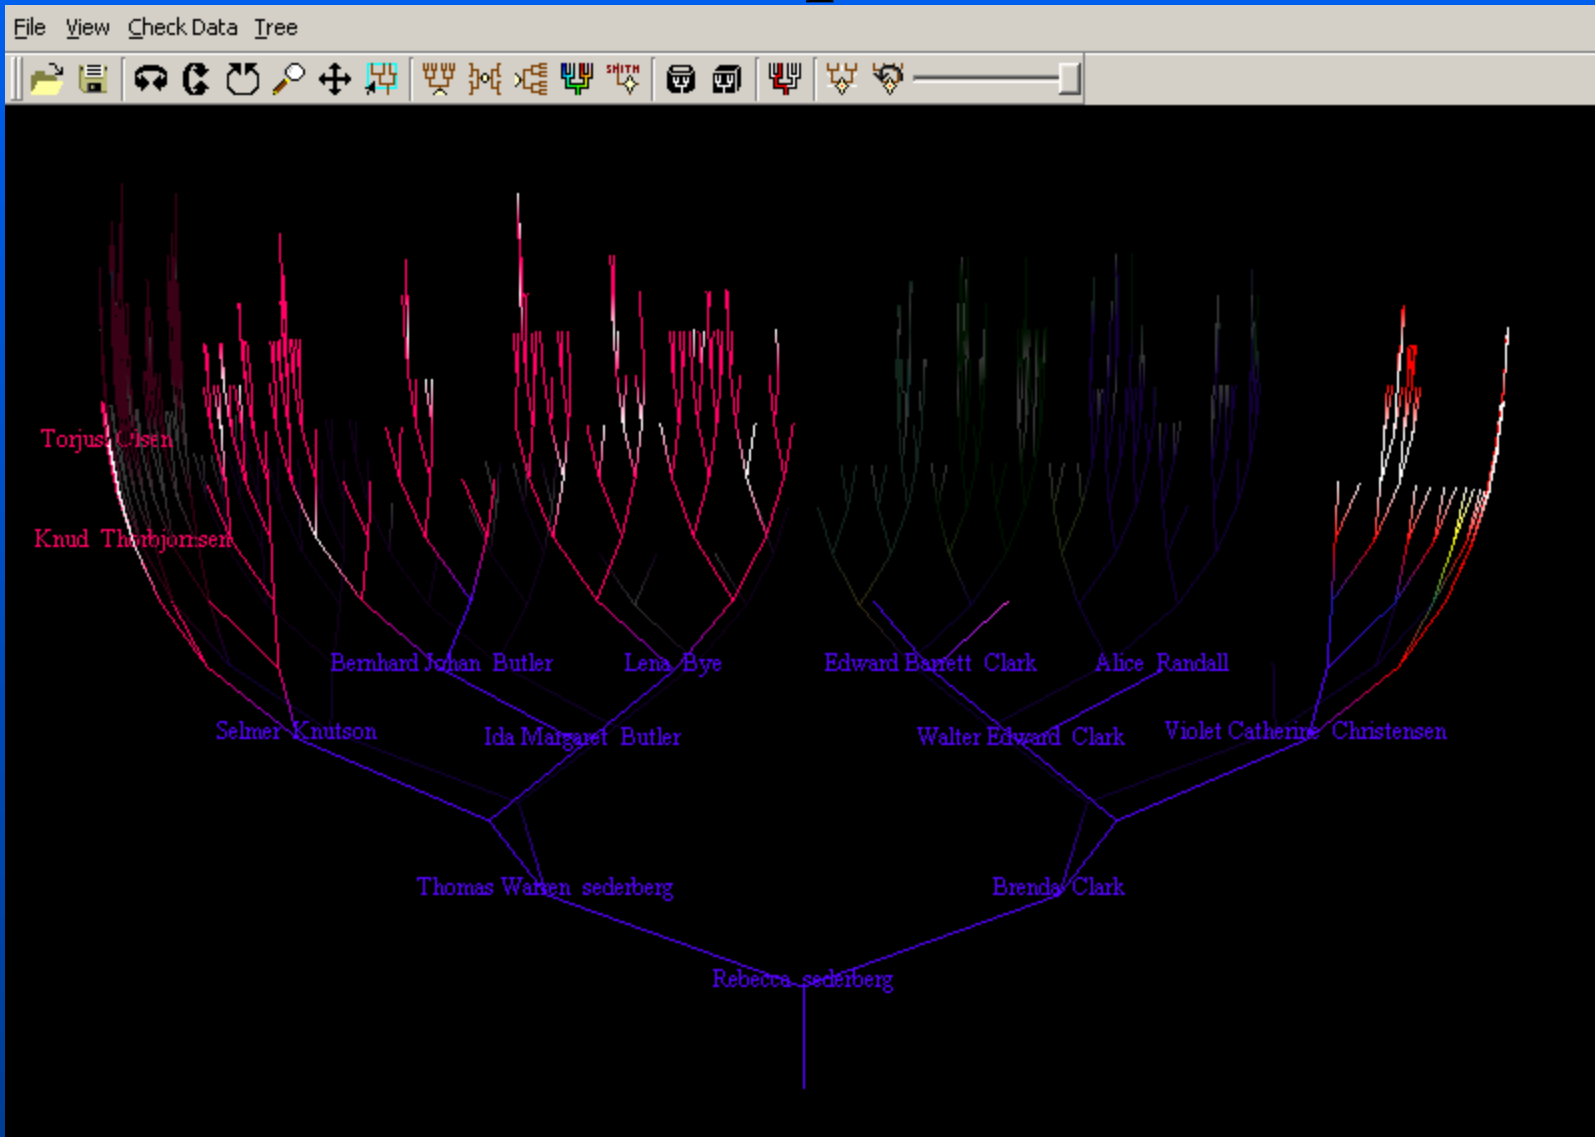 File View Check Data Tree
SMITH
Torjus Olsen
Knud Thorbjornsen
Bernhard Johan Butler Lena Bye Edward Barrett Clark Alice Randall
Selmer Knutson Ida Margaret Butler Walter Edward Clark Violet Catherine Christensen
Thomas Warren sederberg Brenda Clark
Rebecca sederberg